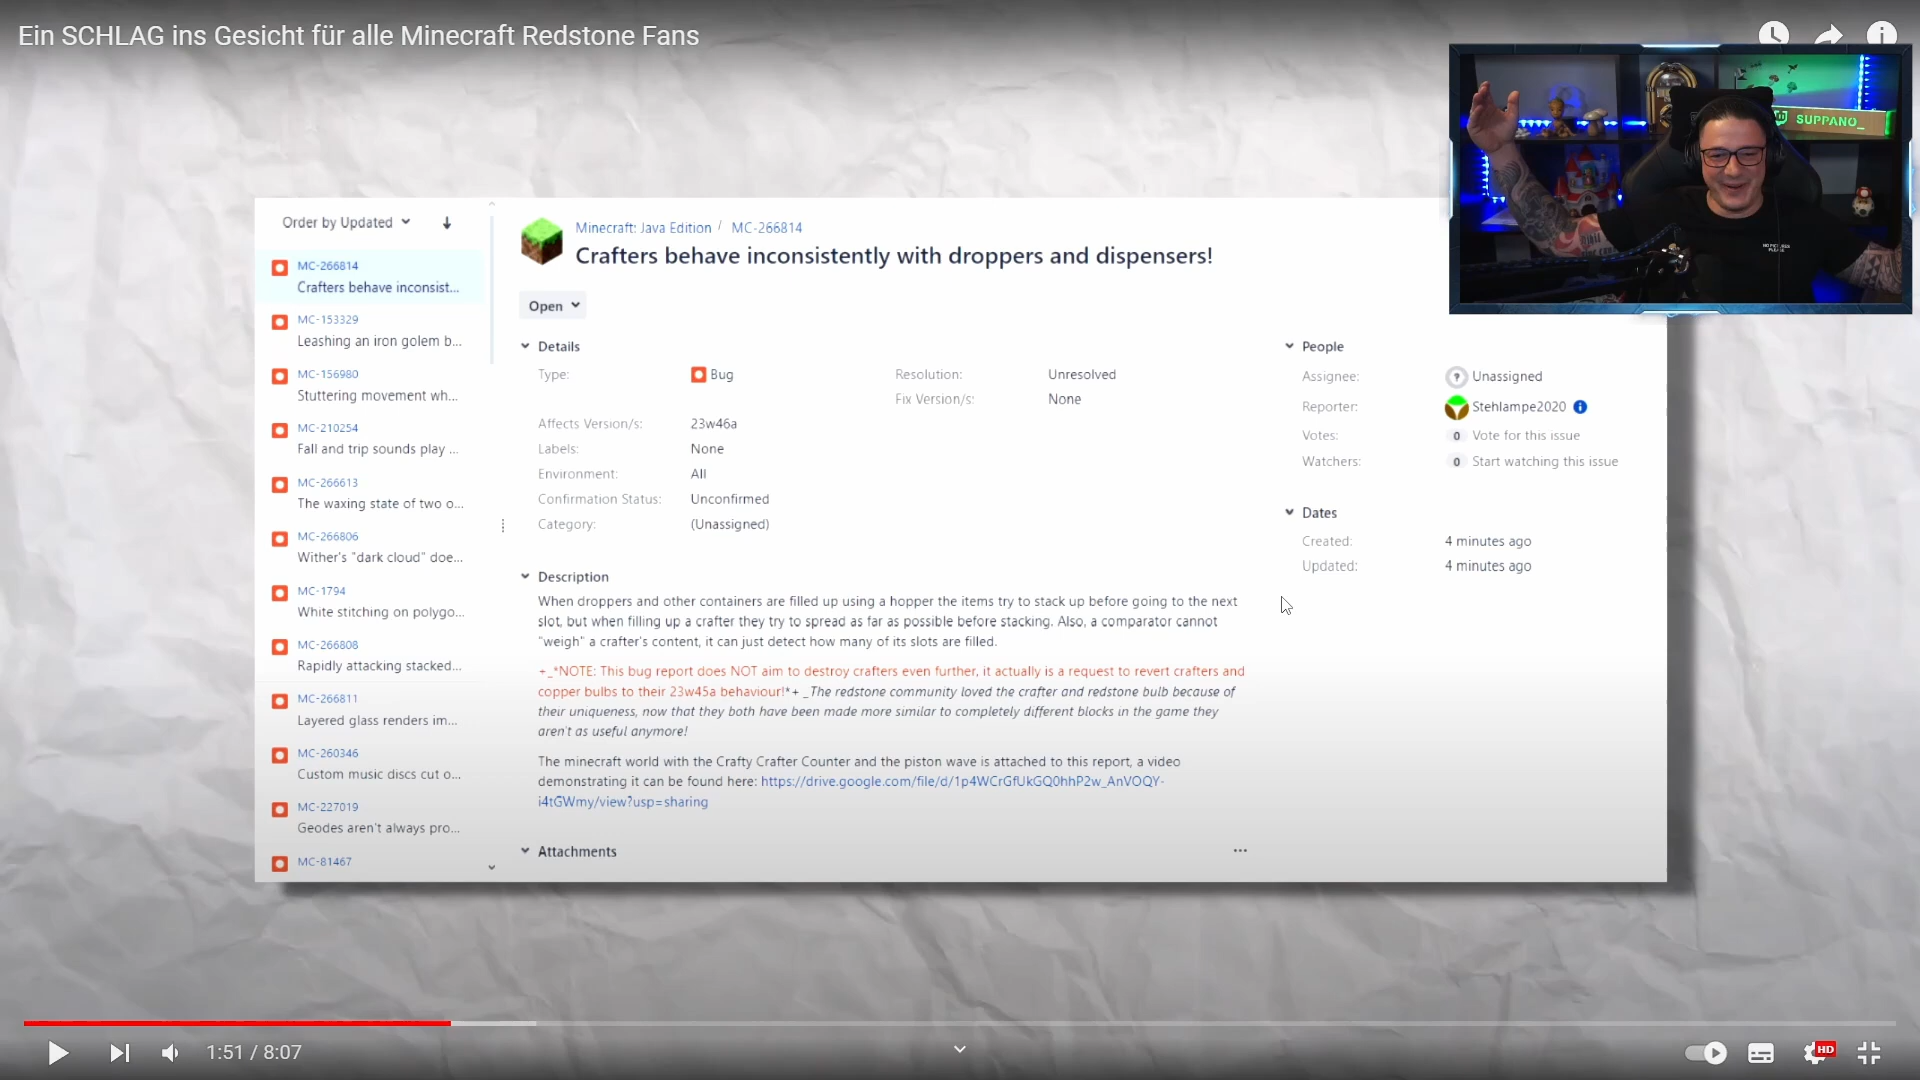 Ein SCHLAG ins Gesicht für alle Minecraft Redstone Fans
SUPPANO_
Order by Updated
MC-266814
Crafters behave inconsist...
MC-153329
Leashing an iron golem b...
MC-156980
Stuttering movement wh...
MC-210254
Fall and trip sounds play ...
MC-266613
The waxing state of two o...
MC-266806
Wither's "dark cloud" doe...
MC-1794
White stitching on polygo...
MC-266808
Rapidly attacking stacked...
MC-266811
Layered glass renders im...
MC-260346
Custom music discs cut o...
MC-227019
Geodes aren't always pro...
MC-81467
Minecraft: Java Edition / MC-266814
Crafters behave inconsistently with droppers and dispensers!
Open
Details
Type: Bug
Resolution: Unresolved
Fix Version/s: None
Affects Version/s: 23w46a
Labels: None
Environment: All
Confirmation Status: Unconfirmed
Category: (Unassigned)
People
Assignee: Unassigned
Reporter: Stehlampe2020
Votes: 0 Vote for this issue
Watchers: 0 Start watching this issue
Dates
Created: 4 minutes ago
Updated: 4 minutes ago
Description
When droppers and other containers are filled up using a hopper the items try to stack up before going to the next
slot, but when filling up a crafter they try to spread as far as possible before stacking. Also, a comparator cannot
"weigh" a crafter's content, it can just detect how many of its slots are filled.
+_*NOTE: This bug report does NOT aim to destroy crafters even further, it actually is a request to revert crafters and
copper bulbs to their 23w45a behaviour!*+ _The redstone community loved the crafter and redstone bulb because of
their uniqueness, now that they both have been made more similar to completely different blocks in the game they
aren't as useful anymore!
The minecraft world with the Crafty Crafter Counter and the piston wave is attached to this report, a video
demonstrating it can be found here: https://drive.google.com/file/d/1p4WCrGfUkGQ0hhP2w_AnVOQY-
i4tGWmy/view?usp=sharing
Attachments
1:51 / 8:07
HD